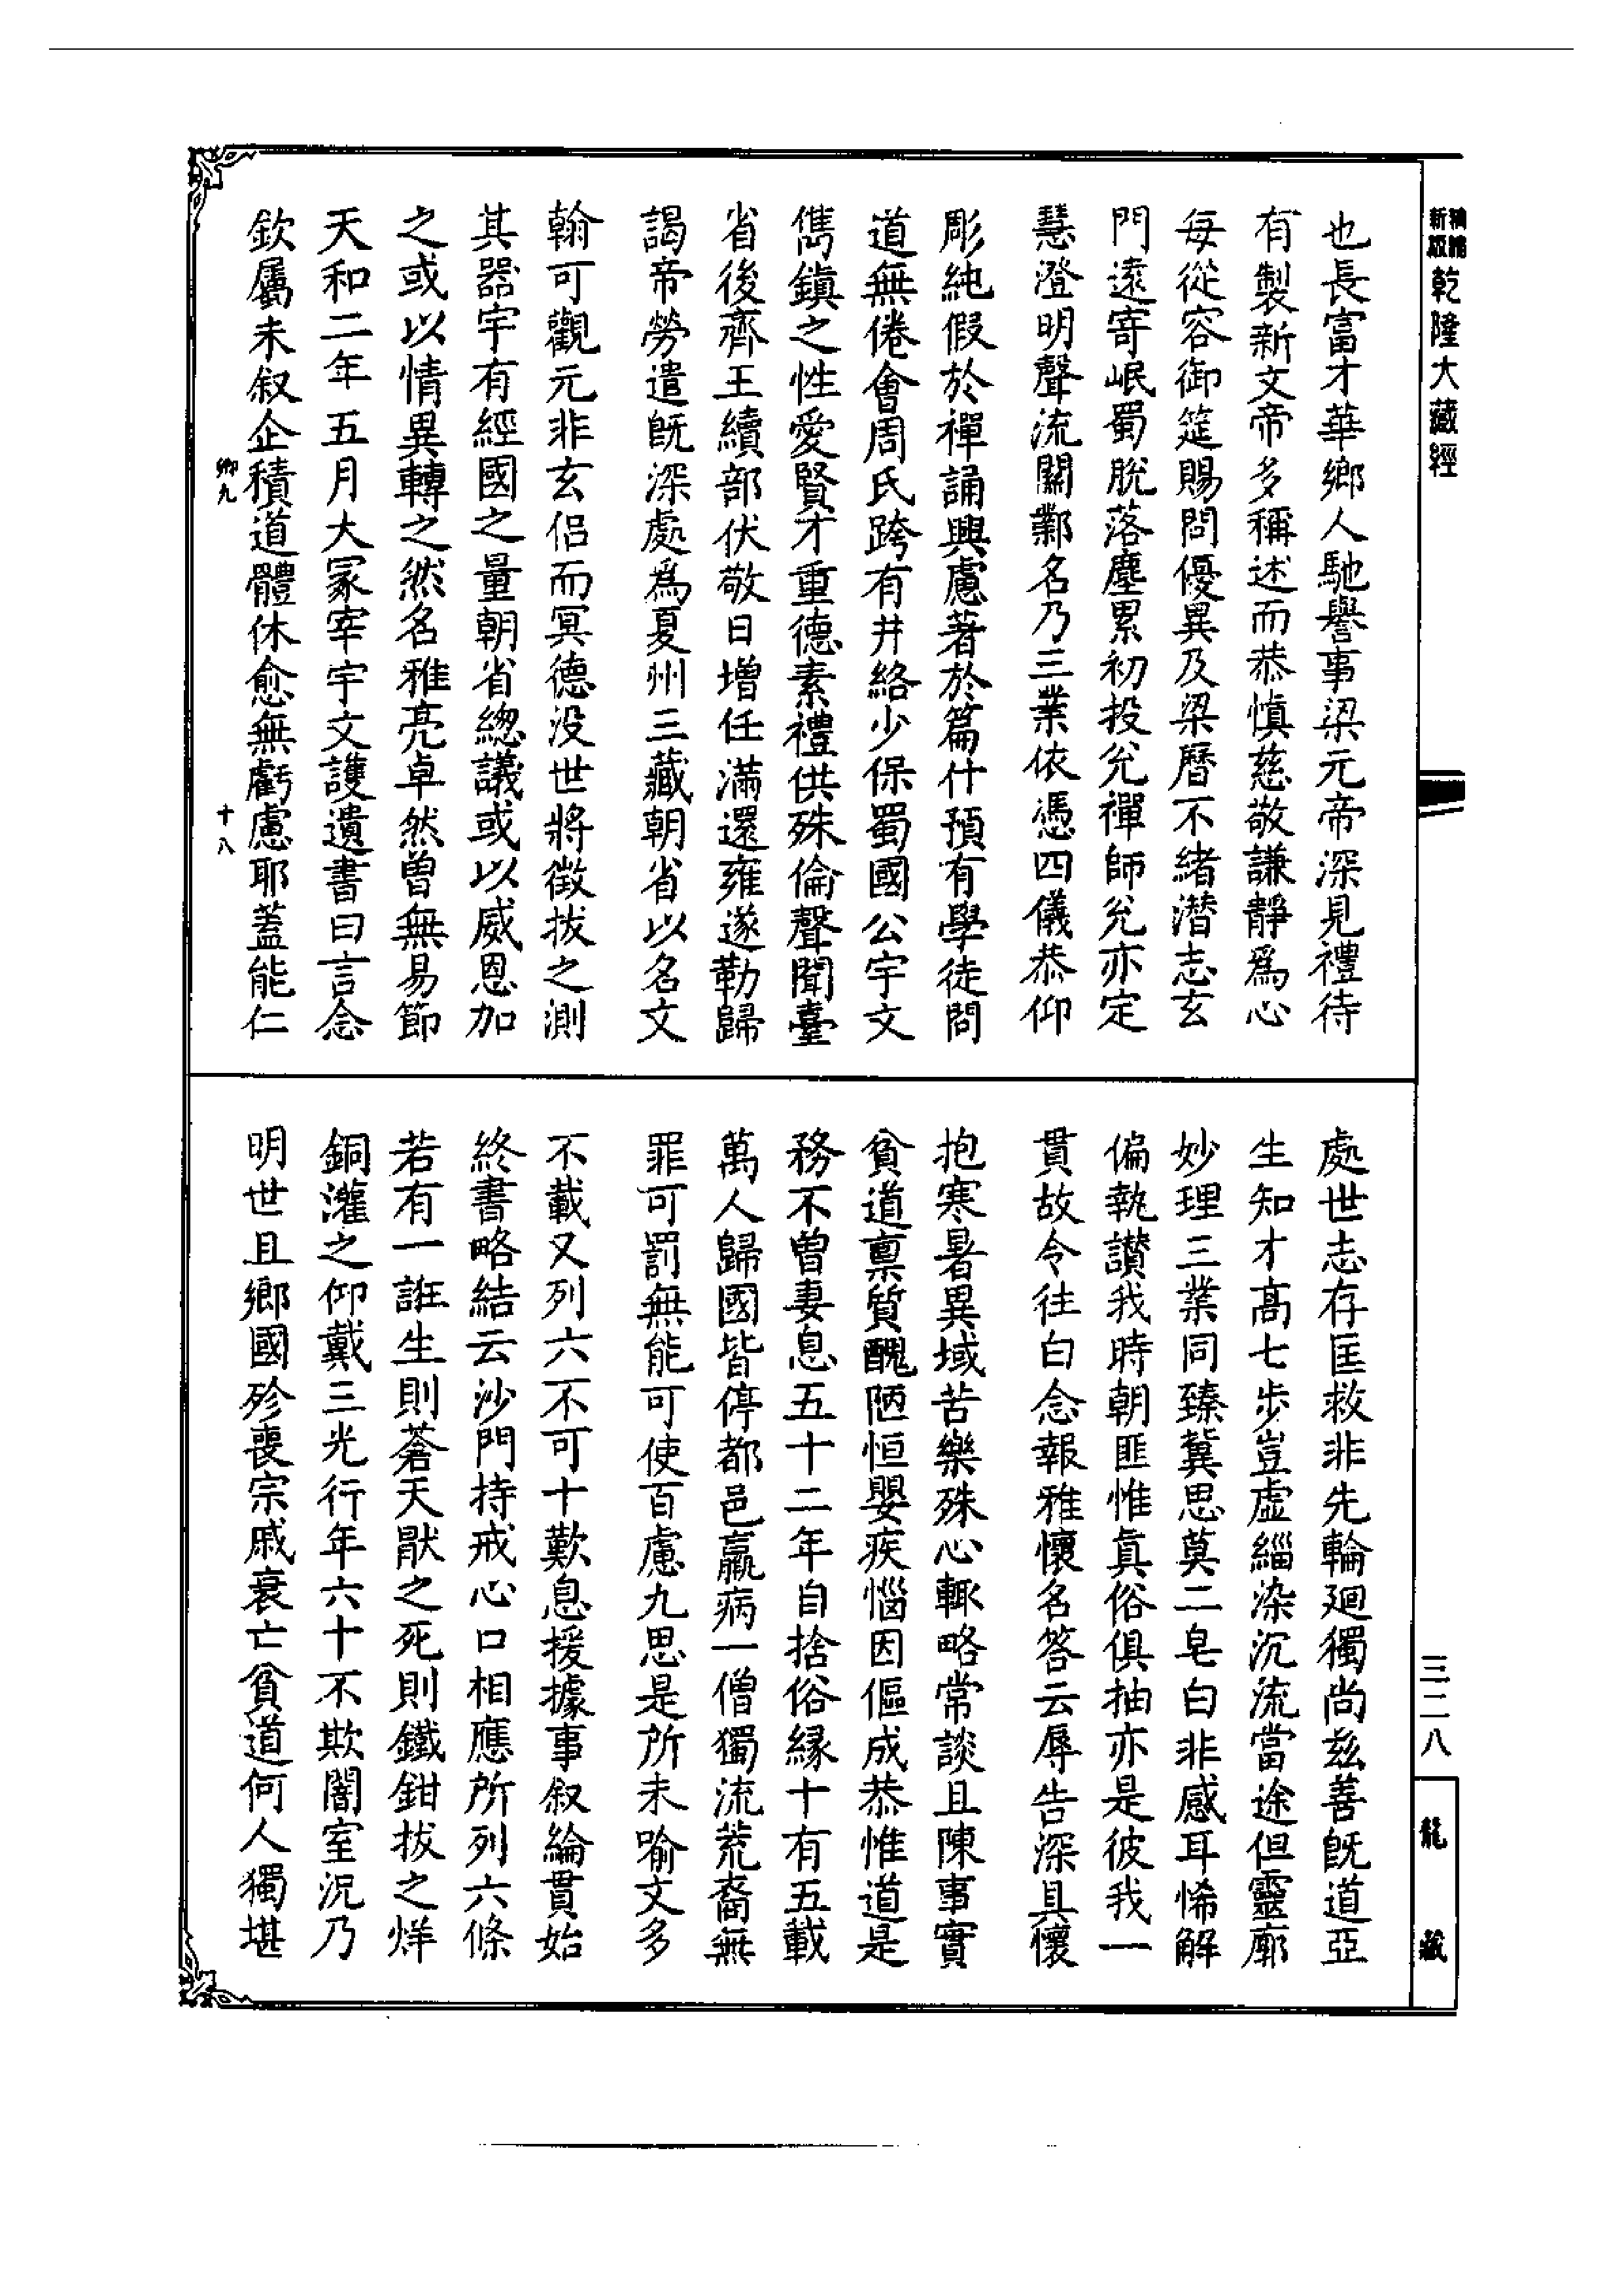 新編縮版乾隆大藏經
也長富才華鄉人馳譽事梁元帝深見禮待
有製新文帝多稱述而恭慎慈敬謙靜爲心
每從容御筵賜問優異及梁曆不緒潛志玄
門遠寄岷蜀脫落塵累初投兊禪師兊亦定
慧澄明聲流關鄴名乃三業依憑四儀恭仰
彫純假於禪誦興慮著於篇什預有學徒問
道無倦會周氏跨有井絡少保蜀國公宇文
儁鎮之性愛賢才重德素禮供殊倫聲聞臺
省後齊王續部伏敬日增任滿還雍遂勒歸
謁帝勞遣旣深處爲夏州三藏朝省以名文
翰可觀元非玄侶而冥德没世將徵拔之測
其器宇有經國之量朝省總議或以威恩加
之或以情異轉之然名雅亮卓然曾無易節
天和二年五月大冢宰宇文護遺書曰言念
欽屬未叙企積道體休愈無虧慮耶蓋能仁
鄉九
十八
處世志存匡救非先輪廻獨尚兹善旣道亞
生知才高七步豈虛緇染沉流當途但靈廓
妙理三業同臻冀思莫二皂白非感耳悕解
偏執讃我時朝匪惟眞俗俱抽亦是彼我一
貫故令往白念報雅懷名答云辱告深具懷
抱寒暑異域苦樂殊心輒略常談且陳事實
貧道稟質醜陋恒嬰疾惱因傴成恭惟道是
務不曾妻息五十二年自捨俗緣十有五載
萬人歸國皆停都邑羸病一僧獨流荒裔無
罪可罰無能可使百慮九思是所未喻文多
不載又列六不可十歎息援據事叙綸貫始
終書略結云沙門持戒心口相應所列六條
若有一誑生則蒼天猒之死則鐵鉗拔之烊
銅灌之仰戴三光行年六十不欺闇室況乃
明世且鄉國殄喪宗戚衰亡貧道何人獨堪
三二八
龍藏